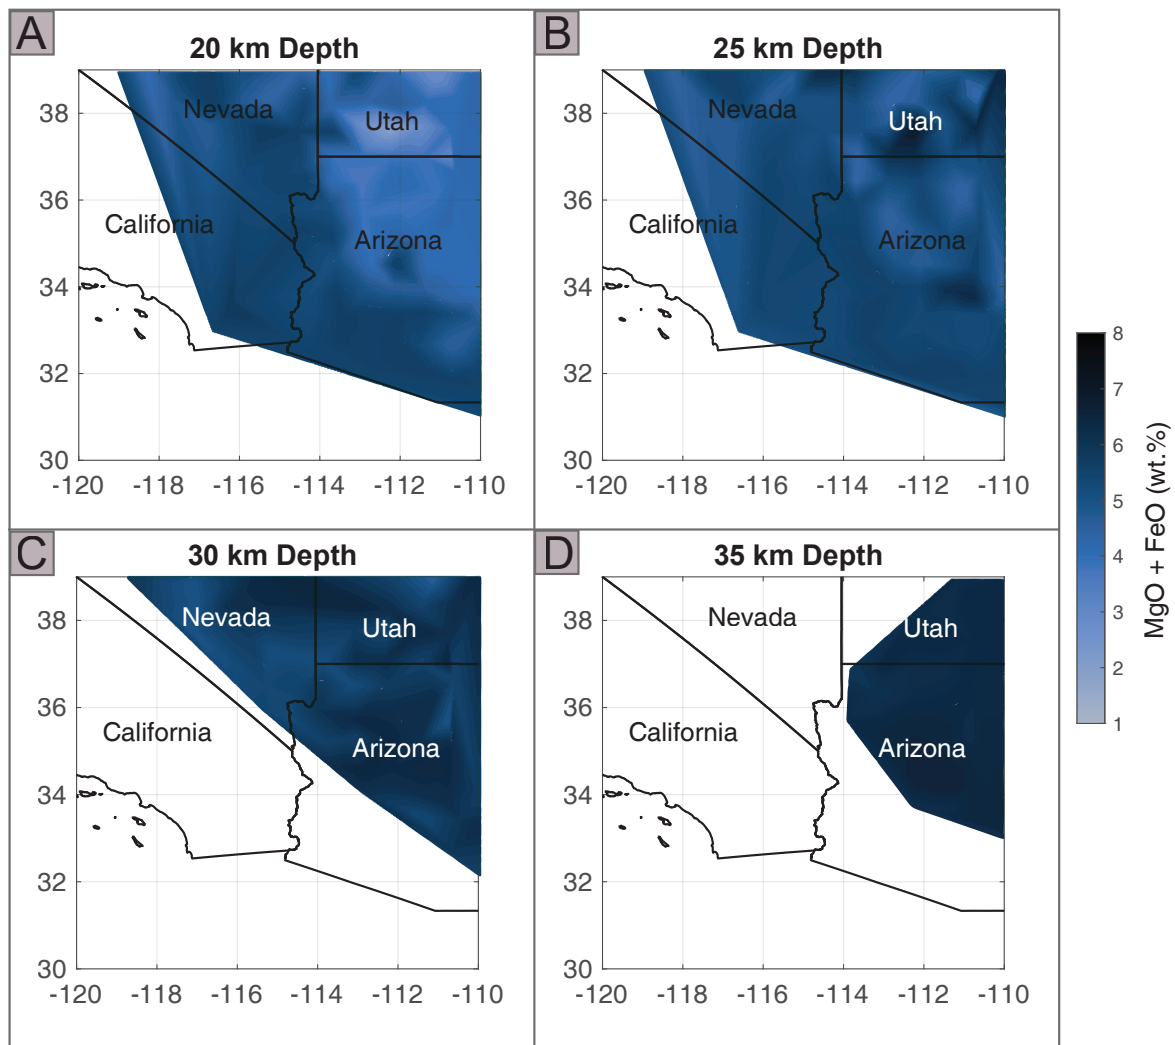 A
20 km Depth
Nevada
Utah
California
Arizona
38
36
34
32
30
-120
-118
-116
-114
-112
-110
B
25 km Depth
Nevada
Utah
California
Arizona
38
36
34
32
30
-120
-118
-116
-114
-112
-110
C
30 km Depth
Nevada
Utah
California
Arizona
38
36
34
32
30
-120
-118
-116
-114
-112
-110
D
35 km Depth
Nevada
Utah
California
Arizona
38
36
34
32
30
-120
-118
-116
-114
-112
-110
8
7
6
5
4
3
2
1
MgO + FeO (wt.%)